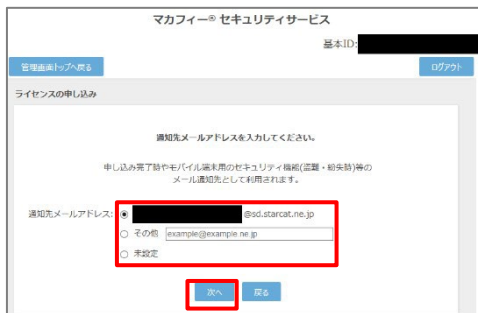 マカフィー® セキュリティサービス
基本ID:
管理画面トップへ戻る
ログアウト
ライセンスの申し込み
通知先メールアドレスを入力してください。
申し込み完了時やモバイル端末用のセキュリティ機能(盗難・紛失時)等の
メール通知先として利用されます。
通知先メールアドレス: @sd.starcat.ne.jp
その他 example@example.ne.jp
未設定
次へ 戻る